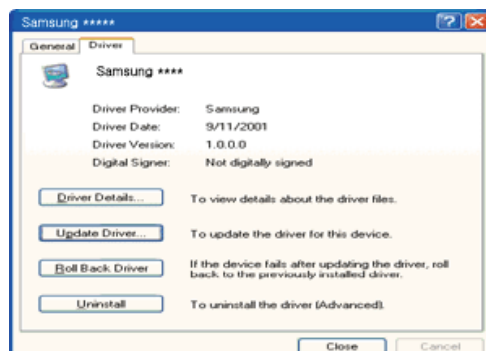 Samsung *****
General Driver
Samsung ****
Driver Provider: Samsung
Driver Date: 9/11/2001
Driver Version: 1.0.0.0
Digital Signer: Not digitally signed
Driver Details... To view details about the driver files.
Update Driver... To update the driver for this device.
Roll Back Driver If the device fails after updating the driver, roll
back to the previously installed driver.
Uninstall To uninstall the driver (Advanced).
Close Cancel